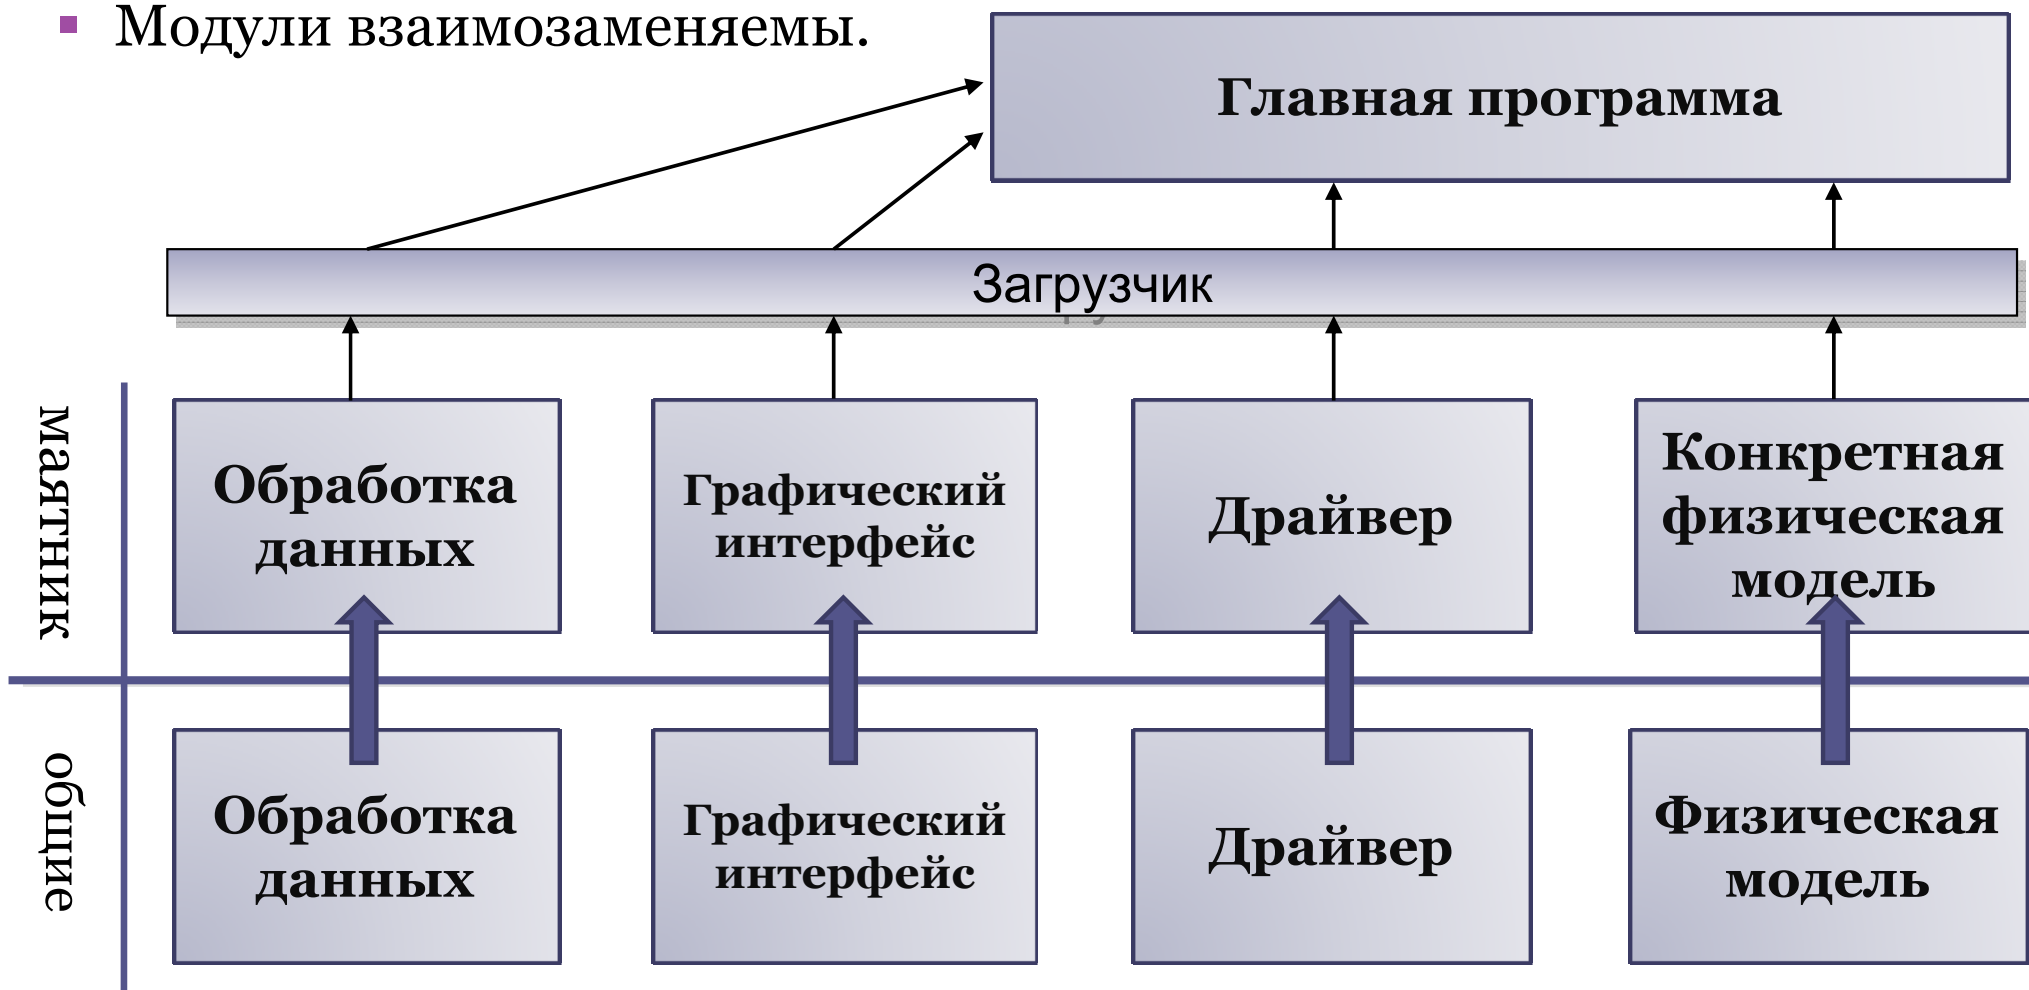 Модули взаимозаменяемы.
Главная программа
Загрузчик
маятник
Обработка
данных
Графический
интерфейс
Драйвер
Конкретная
физическая
модель
общие
Обработка
данных
Графический
интерфейс
Драйвер
Физическая
модель